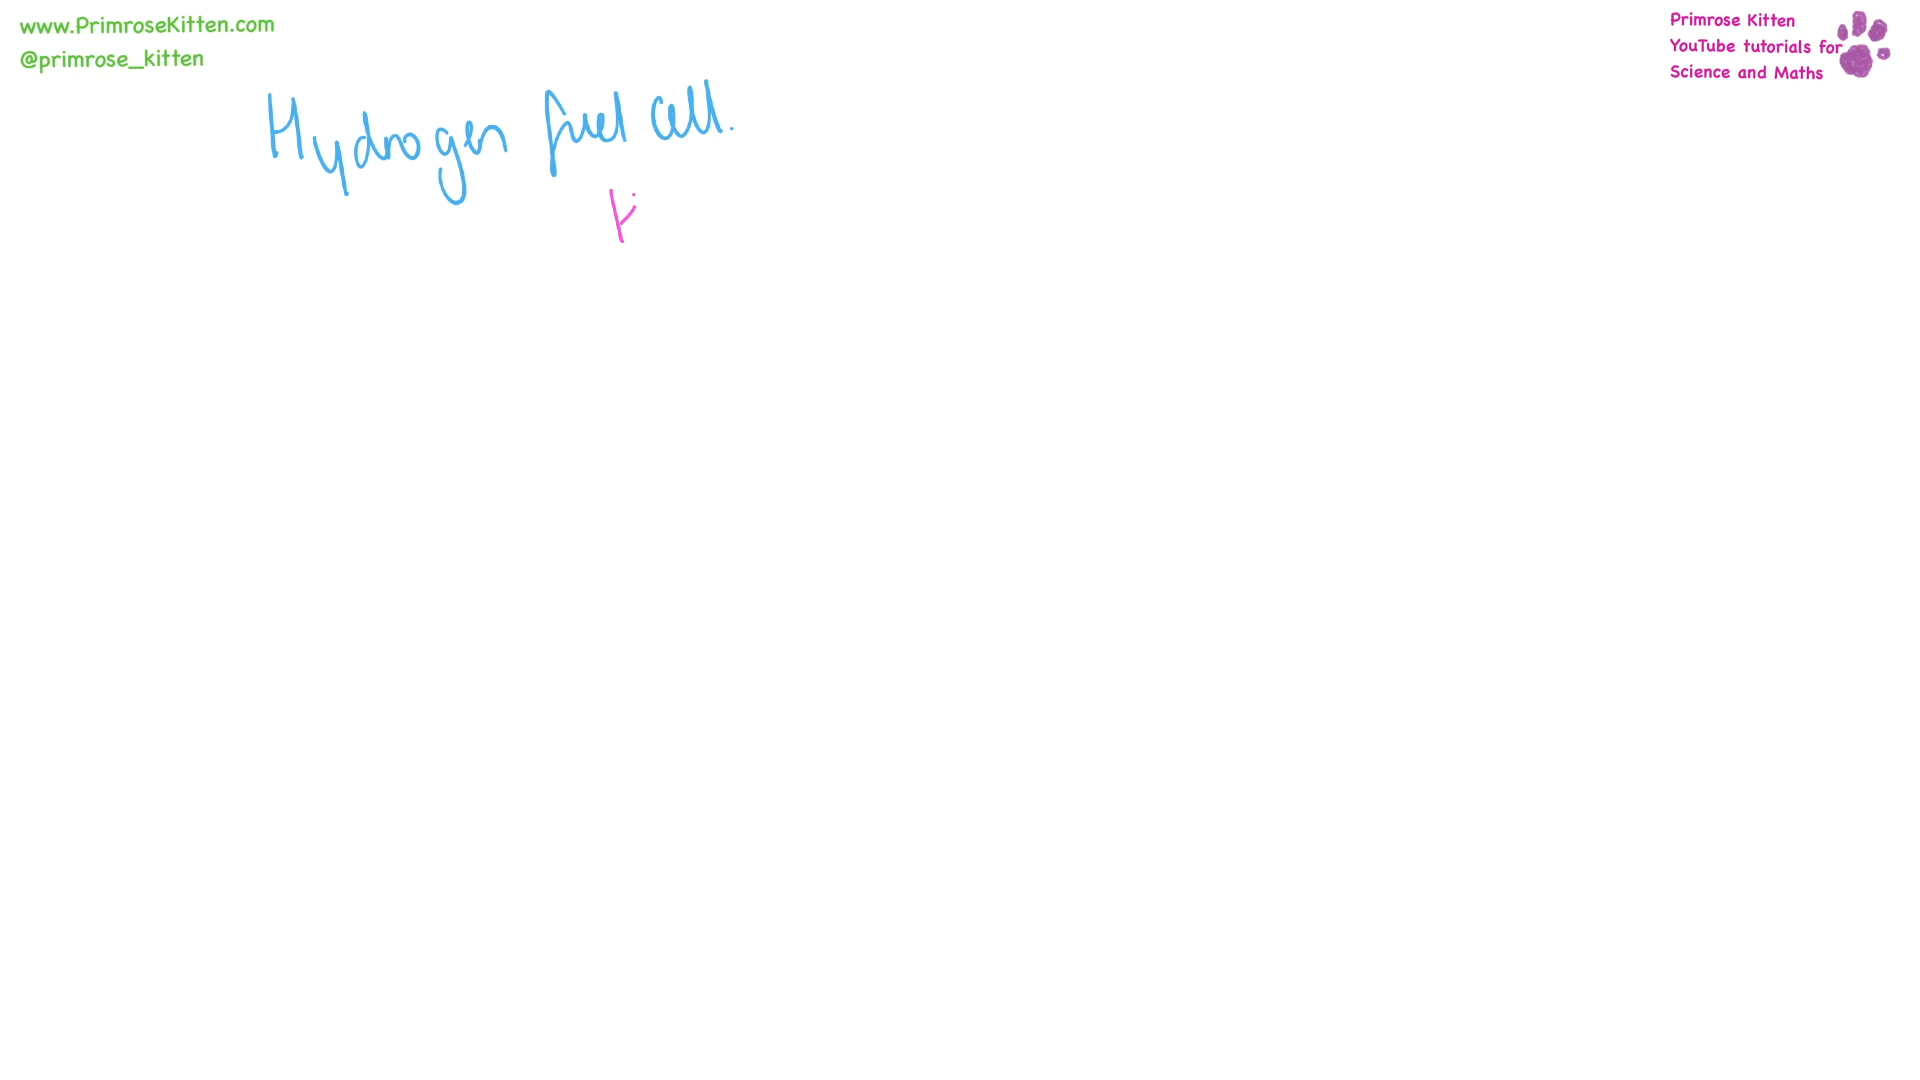 www.PrimroseKitten.com
@primrose_kitten
Primrose Kitten
YouTube tutorials for
Science and Maths
Hydrogen fuel cell.